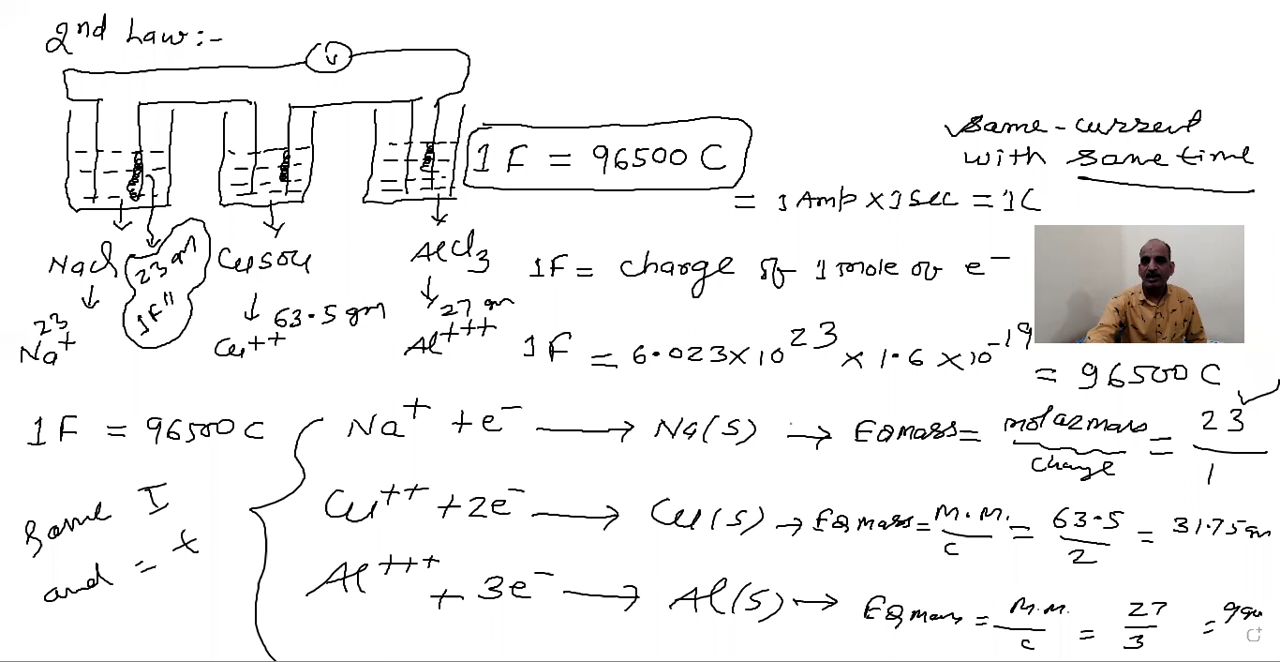 2nd Law :-
V
1 F = 96500 C
Same-current
with same time
= 1 Amp × 1 sec = 1C
NaCl
23 gm
1F"
CuSO4
AlCl3
1F = charge of 1 mole of e-
23
Na+
63.5 gm
Cu++
27 gm
Al+++
1F = 6.023×10^23 × 1.6 × 10^-19
= 96500 C
1F = 96500 C
Na+ + e- → Na(s) → EQ mass = molar mass / charge = 23 / 1
Same I
and = t
Cu++ + 2e- → Cu(s) → EQ mass = M.M. / C = 63.5 / 2 = 31.75 gm
Al+++ + 3e- → Al(s) → EQ mass = M.M. / C = 27 / 3 = 9 gm